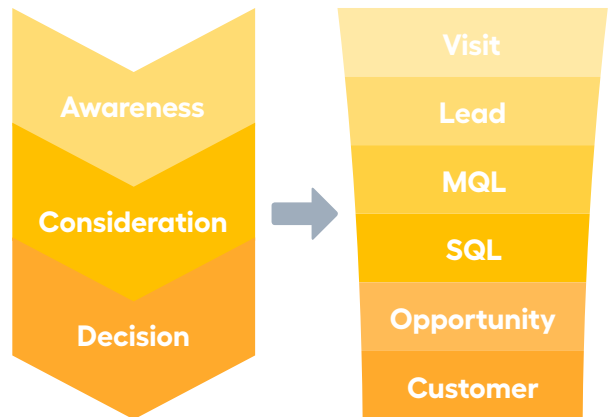 Awareness
Consideration
Decision
Visit
Lead
MQL
SQL
Opportunity
Customer